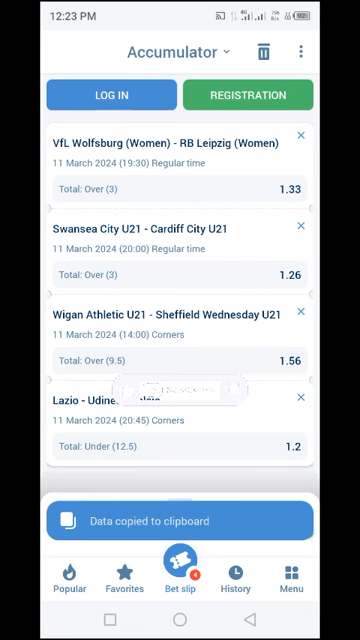 12:23 PM
Accumulator
LOG IN
REGISTRATION
VfL Wolfsburg (Women) - RB Leipzig (Women)
11 March 2024 (19:30) Regular time
Total: Over (3)
1.33
Swansea City U21 - Cardiff City U21
11 March 2024 (20:00) Regular time
Total: Over (3)
1.26
Wigan Athletic U21 - Sheffield Wednesday U21
11 March 2024 (14:00) Corners
Total: Over (9.5)
1.56
Lazio -
11 March 2024 (20:45) Corners
Total: Under (12.5)
1.2
Data copied to clipboard
4
Popular
Favorites
Bet slip
History
Menu